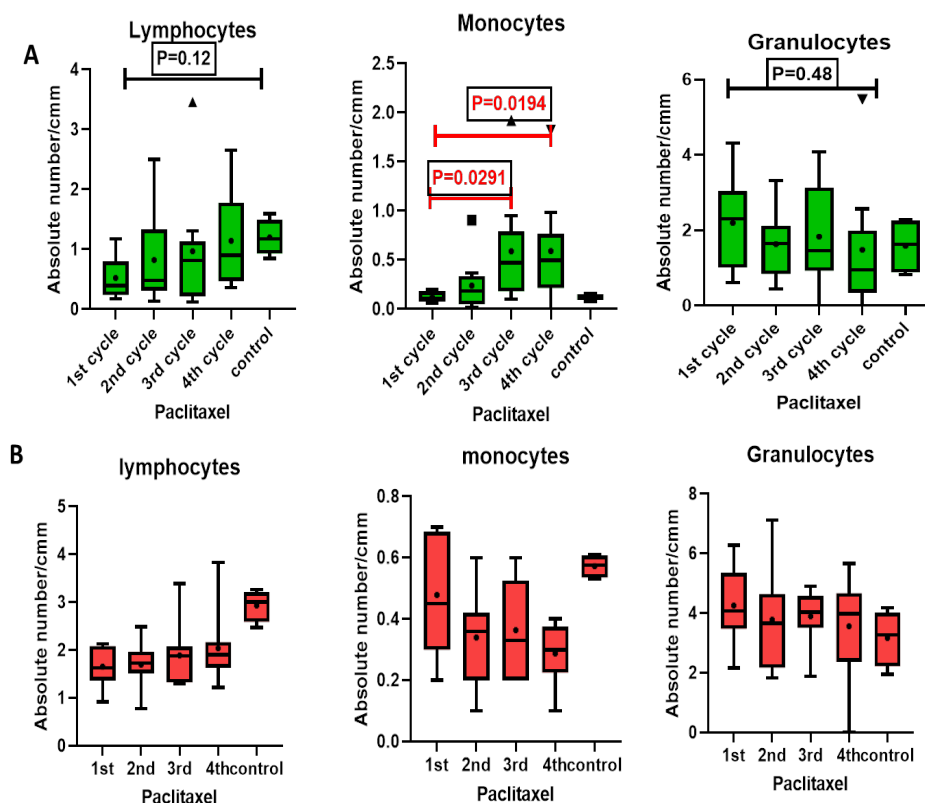 A
Lymphocytes
P=0.12
Absolute number/cmm
4
3
2
1
0
1st cycle
2nd cycle
3rd cycle
4th cycle
control
Paclitaxel
Monocytes
P=0.0194
P=0.0291
Absolute number/cmm
2.5
2.0
1.5
1.0
0.5
0.0
1st cycle
2nd cycle
3rd cycle
4th cycle
control
Paclitaxel
Granulocytes
P=0.48
Absolute number/cmm
6
4
2
0
1st cycle
2nd cycle
3rd cycle
4th cycle
control
Paclitaxel
B
lymphocytes
Absolute number/cmm
5
4
3
2
1
0
1st 2nd 3rd 4thcontrol
Paclitaxel
monocytes
Absolute number/cmm
0.8
0.6
0.4
0.2
0.0
1st 2nd 3rd 4thcontrol
Paclitaxel
Granulocytes
Absolute number/cmm
8
6
4
2
0
1st 2nd 3rd 4thcontrol
Paclitaxel